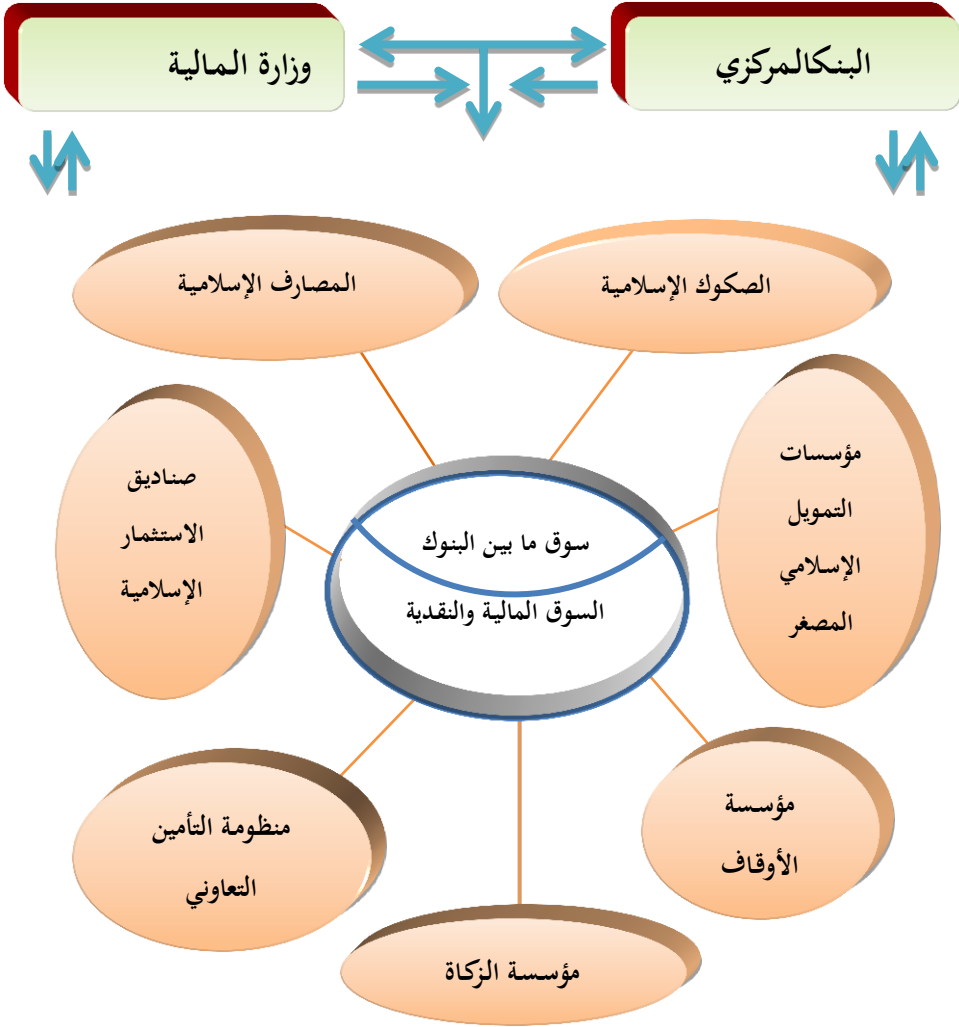 البنكالمركزي
وزارة المالية
الصكوك الإسلامية
المصارف الإسلامية
مؤسسات
التمويل
الإسلامي
المصغر
صناديق
الاستثمار
الإسلامية
سوق ما بين البنوك
السوق المالية والنقدية
مؤسسة
الأوقاف
منظومة التأمين
التعاوني
مؤسسة الزكاة